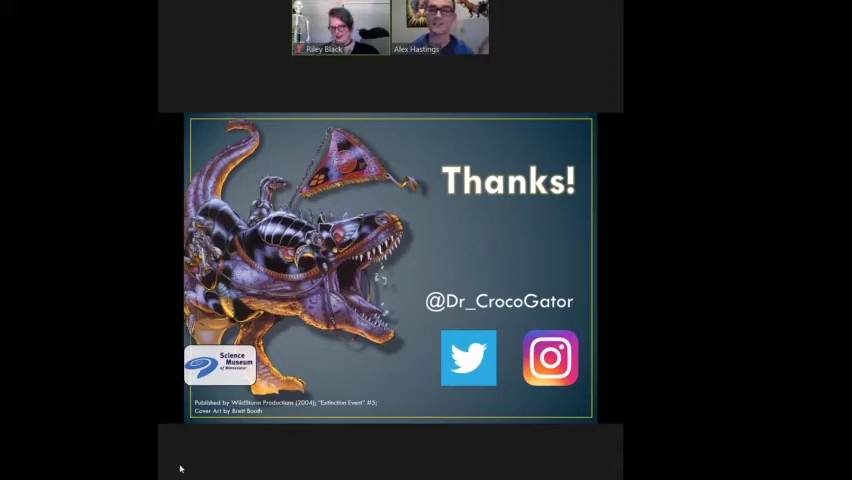 Riley Black
Alex Hastings
Thanks!
@Dr_CrocoGator
Science
Museum
of Minnesota
Published by WildStorm Productions (2004); "Extinction Event" #5;
Cover Art by Brett Booth